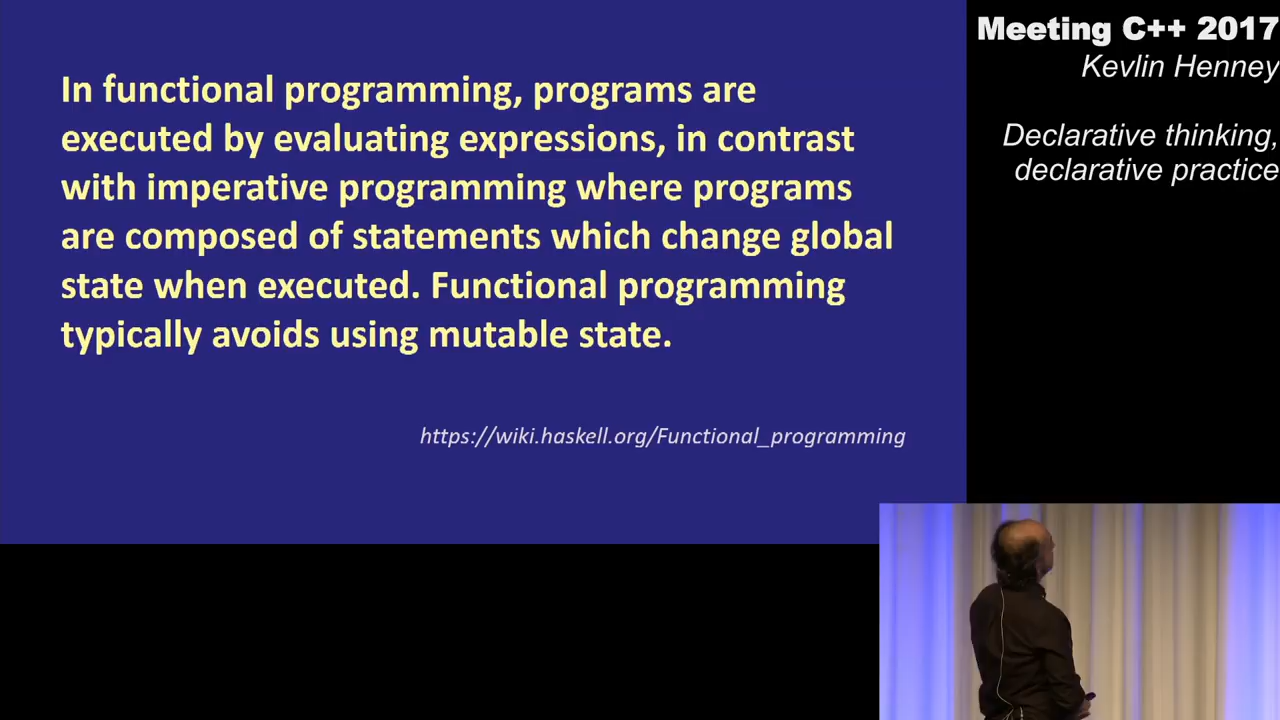 In functional programming, programs are
executed by evaluating expressions, in contrast
with imperative programming where programs
are composed of statements which change global
state when executed. Functional programming
typically avoids using mutable state.
https://wiki.haskell.org/Functional_programming
Meeting C++ 2017
Kevlin Henney
Declarative thinking,
declarative practice